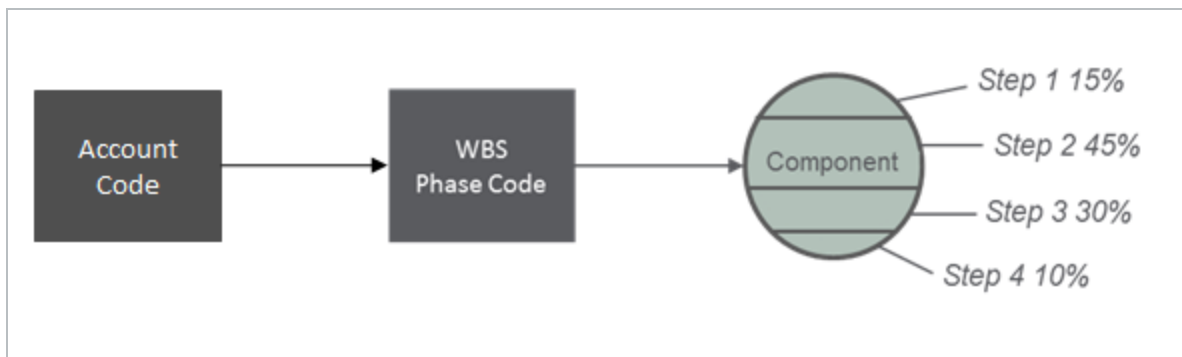 Account
Code
WBS
Phase Code
Component
Step 1 15%
Step 2 45%
Step 3 30%
Step 4 10%